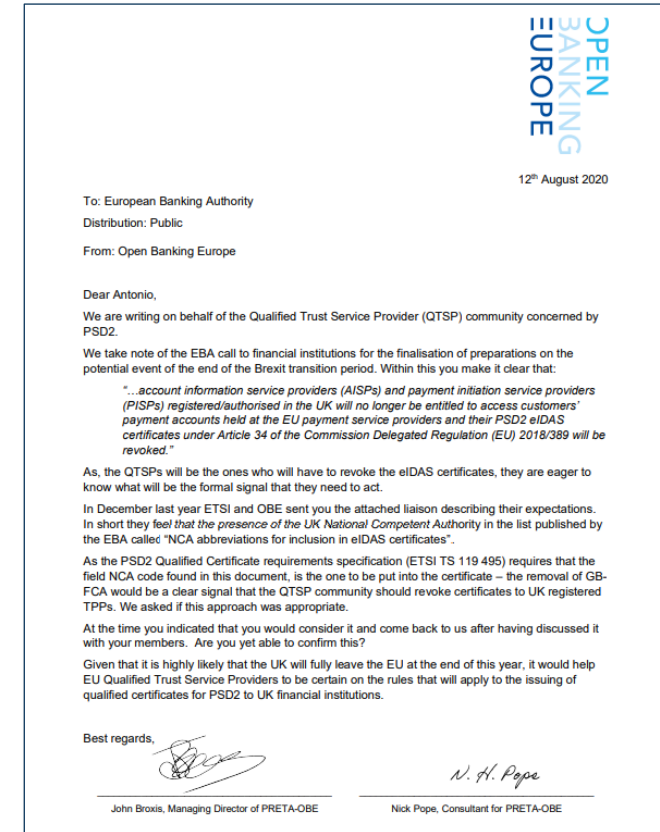 OPEN
BANKING
EUROPE
12th August 2020
To: European Banking Authority
Distribution: Public
From: Open Banking Europe
Dear Antonio,
We are writing on behalf of the Qualified Trust Service Provider (QTSP) community concerned by
PSD2.
We take note of the EBA call to financial institutions for the finalisation of preparations on the
potential event of the end of the Brexit transition period. Within this you make it clear that:
"…account information service providers (AISPs) and payment initiation service providers
(PISPs) registered/authorised in the UK will no longer be entitled to access customers'
payment accounts held at the EU payment service providers and their PSD2 eIDAS
certificates under Article 34 of the Commission Delegated Regulation (EU) 2018/389 will be
revoked."
As, the QTSPs will be the ones who will have to revoke the eIDAS certificates, they are eager to
know what will be the formal signal that they need to act.
In December last year ETSI and OBE sent you the attached liaison describing their expectations.
In short they feel that the presence of the UK National Competent Authority in the list published by
the EBA called "NCA abbreviations for inclusion in eIDAS certificates".
As the PSD2 Qualified Certificate requirements specification (ETSI TS 119 495) requires that the
field NCA code found in this document, is the one to be put into the certificate – the removal of GB-
FCA would be a clear signal that the QTSP community should revoke certificates to UK registered
TPPs. We asked if this approach was appropriate.
At the time you indicated that you would consider it and come back to us after having discussed it
with your members. Are you yet able to confirm this?
Given that it is highly likely that the UK will fully leave the EU at the end of this year, it would help
EU Qualified Trust Service Providers to be certain on the rules that will apply to the issuing of
qualified certificates for PSD2 to UK financial institutions.
Best regards,
N. H. Pope
John Broxis, Managing Director of PRETA-OBE
Nick Pope, Consultant for PRETA-OBE